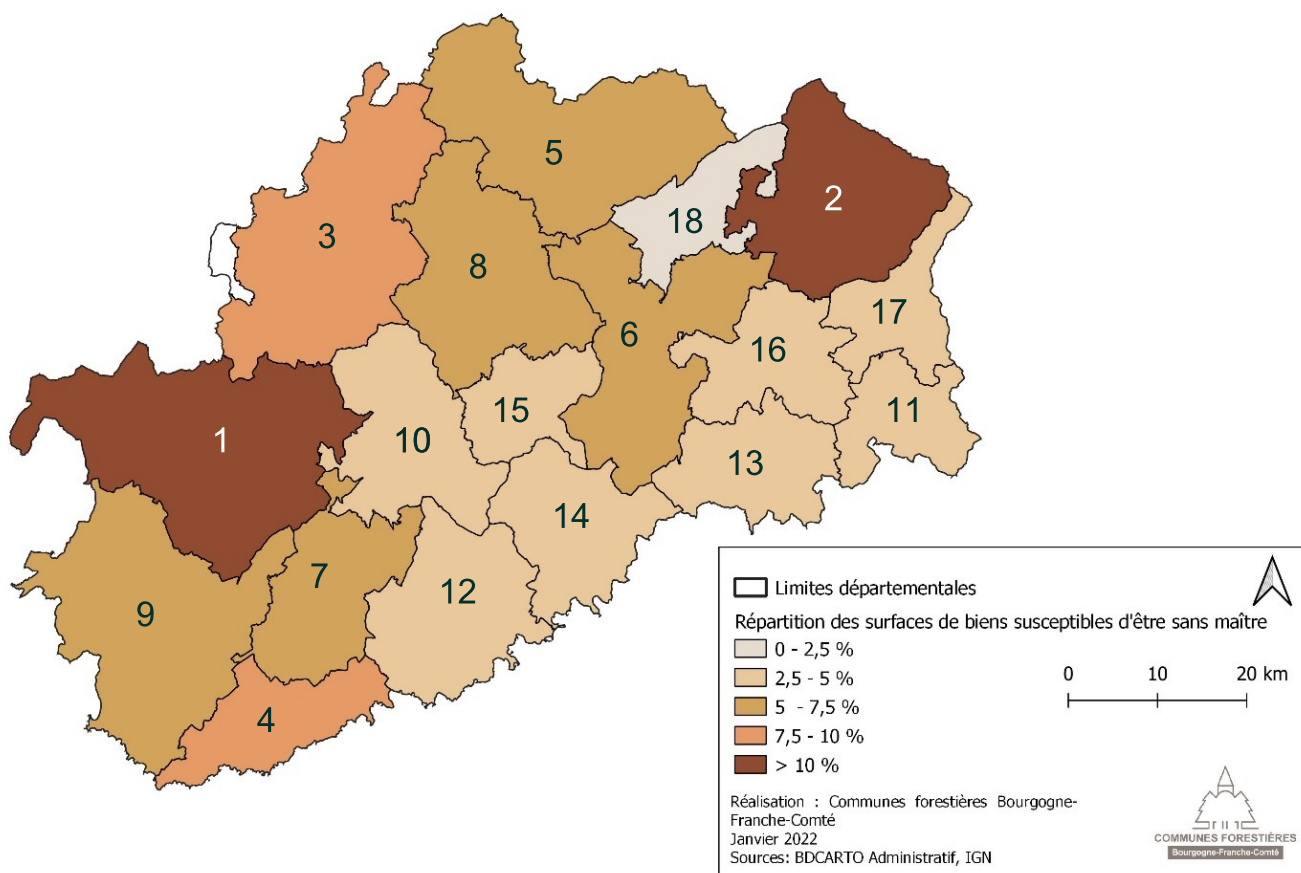 5
2
18
3
8
17
6
16
15
11
1
10
13
14
7
12
9
4
Limites départementales
Répartition des surfaces de biens susceptibles d'être sans maître
0 - 2,5 %
2,5 - 5 %
5 - 7,5 %
7,5 - 10 %
> 10 %
0 10 20 km
Réalisation : Communes forestières Bourgogne-
Franche-Comté
Janvier 2022
Sources: BDCARTO Administratif, IGN
COMMUNES FORESTIÈRES
Bourgogne-Franche-Comté